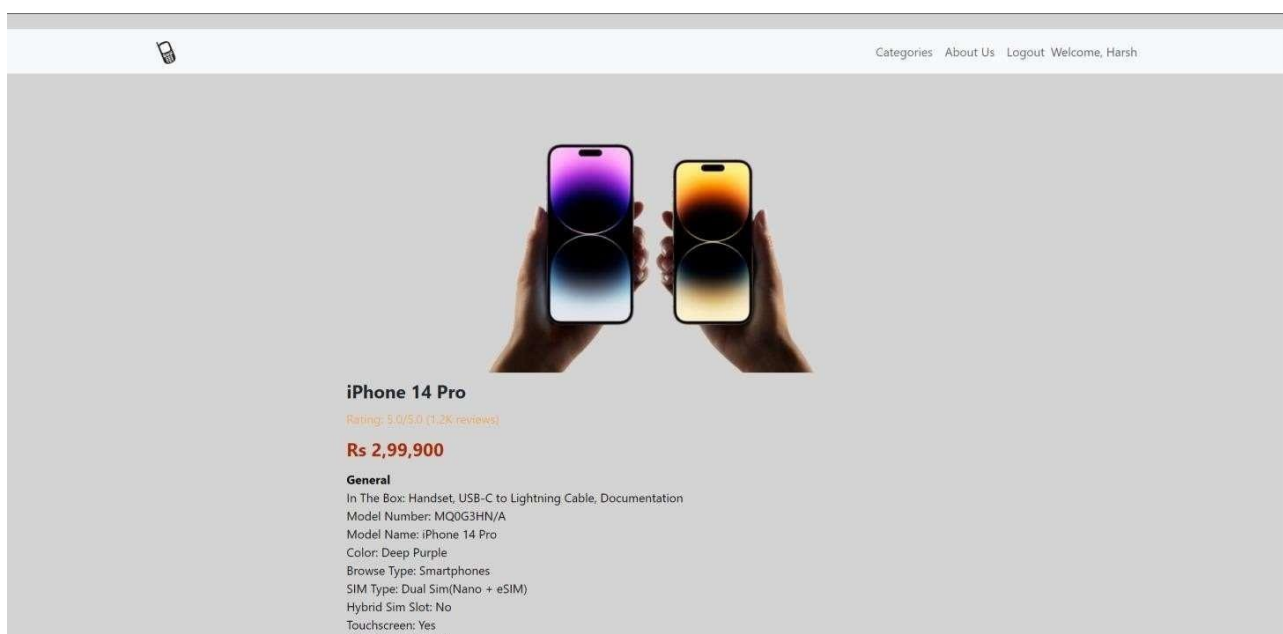 Categories About Us Logout Welcome, Harsh
iPhone 14 Pro
Rating: 5.0/5.0 (1.2K reviews)
Rs 2,99,900
General
In The Box: Handset, USB-C to Lightning Cable, Documentation
Model Number: MQ0G3HN/A
Model Name: iPhone 14 Pro
Color: Deep Purple
Browse Type: Smartphones
SIM Type: Dual Sim(Nano + eSIM)
Hybrid Sim Slot: No
Touchscreen: Yes